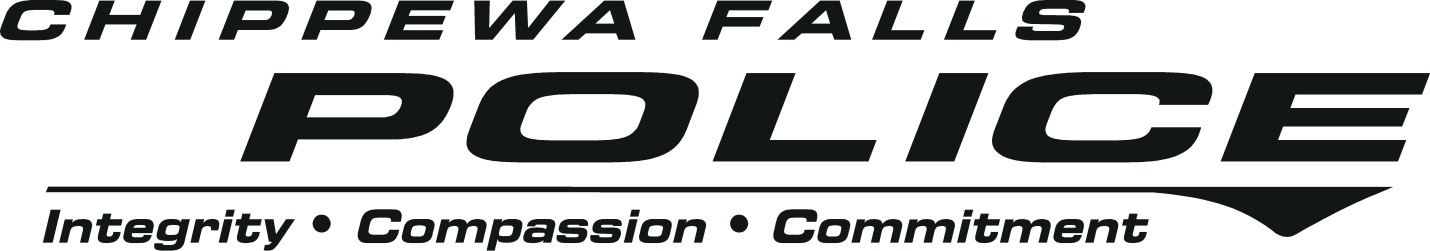 CHIPPEWA FALLS
POLICE
Integrity • Compassion • Commitment